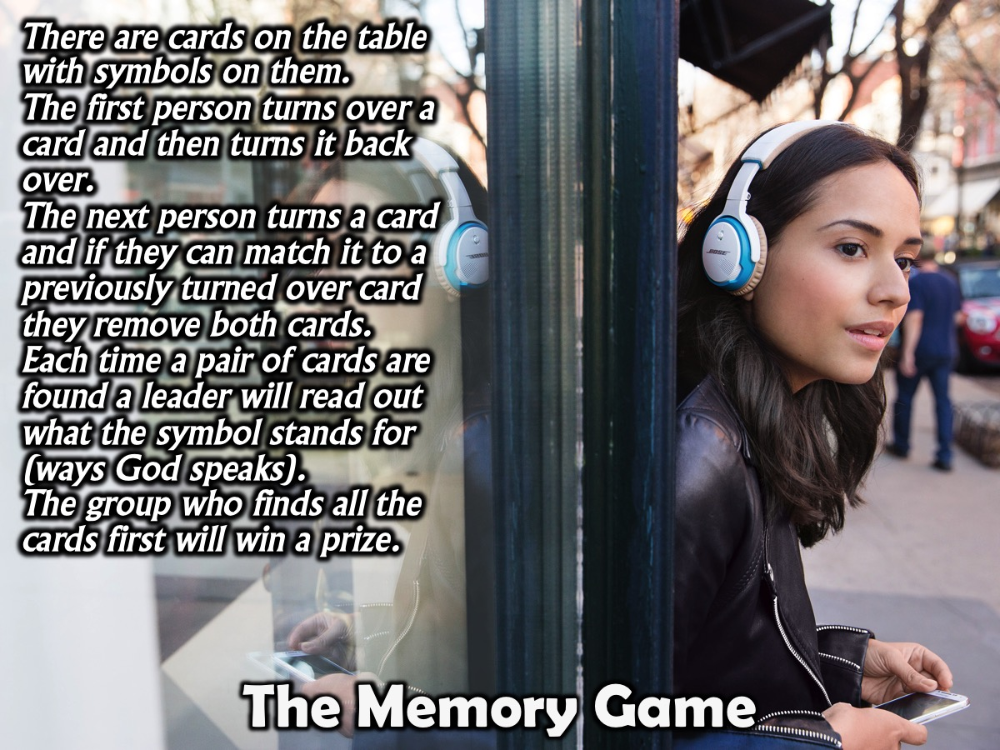 There are cards on the table
with symbols on them.
The first person turns over a
card and then turns it back
over.
The next person turns a card
and if they can match it to a
previously turned over card
they remove both cards.
Each time a pair of cards are
found a leader will read out
what the symbol stands for
(ways God speaks).
The group who finds all the
cards first will win a prize.
BOSE
The Memory Game